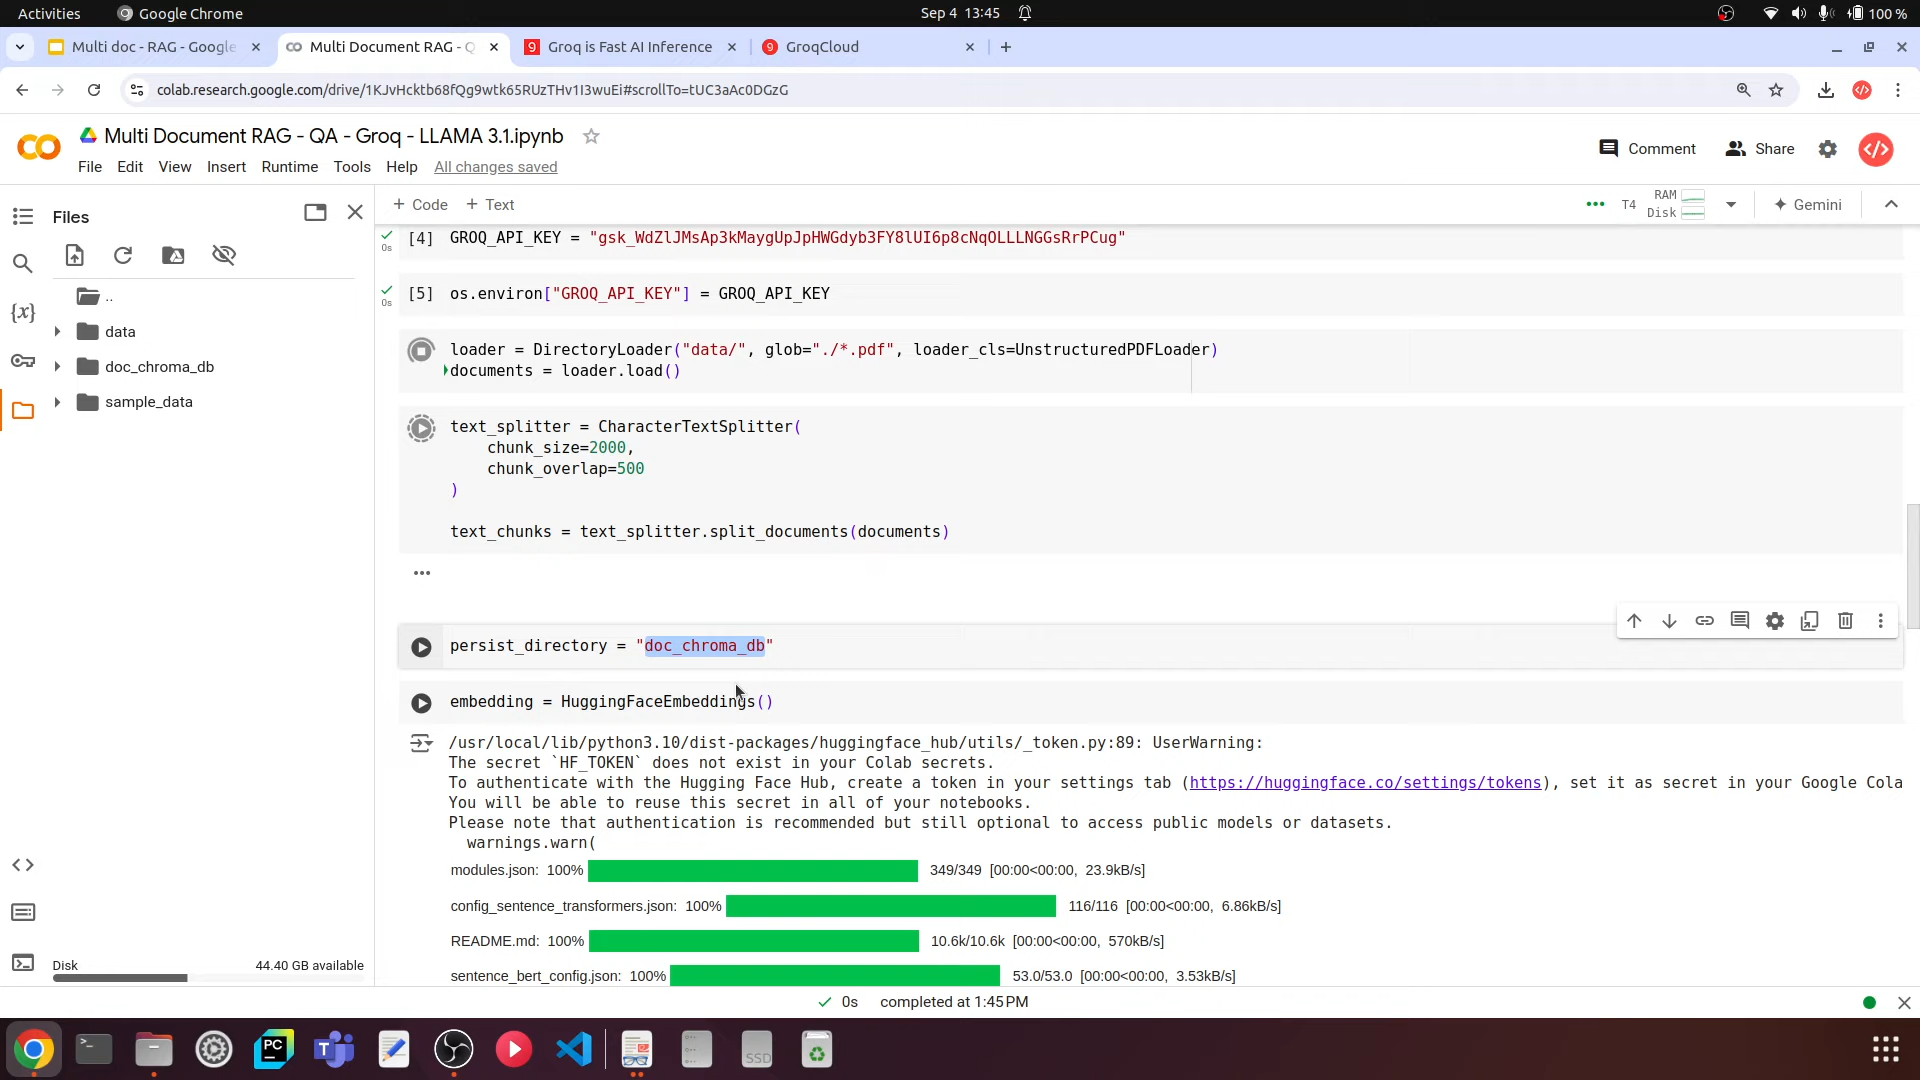 Activities
Google Chrome
Sep 4 13:45
100 %
Multi doc - RAG - Google
Multi Document RAG - Q
Groq is Fast AI Inference
GroqCloud
colab.research.google.com/drive/1KJvHcktb68fQg9wtk65RUzTHv1I3wuEi#scrollTo=tUC3aAc0DGzG
Multi Document RAG - QA - Groq - LLAMA 3.1.ipynb
File Edit View Insert Runtime Tools Help All changes saved
Comment
Share
Files
+ Code + Text
T4
RAM
Disk
Gemini
..
data
doc_chroma_db
sample_data
Disk
44.40 GB available
0s
[4] GROQ_API_KEY = "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"
0s
[5] os.environ["GROQ_API_KEY"] = GROQ_API_KEY
loader = DirectoryLoader("data/", glob="./*.pdf", loader_cls=UnstructuredPDFLoader)
documents = loader.load()
text_splitter = CharacterTextSplitter(
chunk_size=2000,
chunk_overlap=500
)
text_chunks = text_splitter.split_documents(documents)
persist_directory = "doc_chroma_db"
embedding = HuggingFaceEmbeddings()
/usr/local/lib/python3.10/dist-packages/huggingface_hub/utils/_token.py:89: UserWarning:
The secret `HF_TOKEN` does not exist in your Colab secrets.
To authenticate with the Hugging Face Hub, create a token in your settings tab (https://huggingface.co/settings/tokens), set it as secret in your Google Cola
You will be able to reuse this secret in all of your notebooks.
Please note that authentication is recommended but still optional to access public models or datasets.
warnings.warn(
modules.json: 100% 349/349 [00:00<00:00, 23.9kB/s]
config_sentence_transformers.json: 100% 116/116 [00:00<00:00, 6.86kB/s]
README.md: 100% 10.6k/10.6k [00:00<00:00, 570kB/s]
sentence_bert_config.json: 100% 53.0/53.0 [00:00<00:00, 3.53kB/s]
0s completed at 1:45 PM
PC
SSD